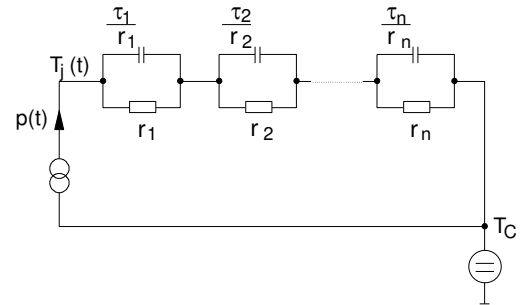 τ1 τ2 τn
r1 r2 rn
Tj(t)
r1 r2 rn
p(t)
TC